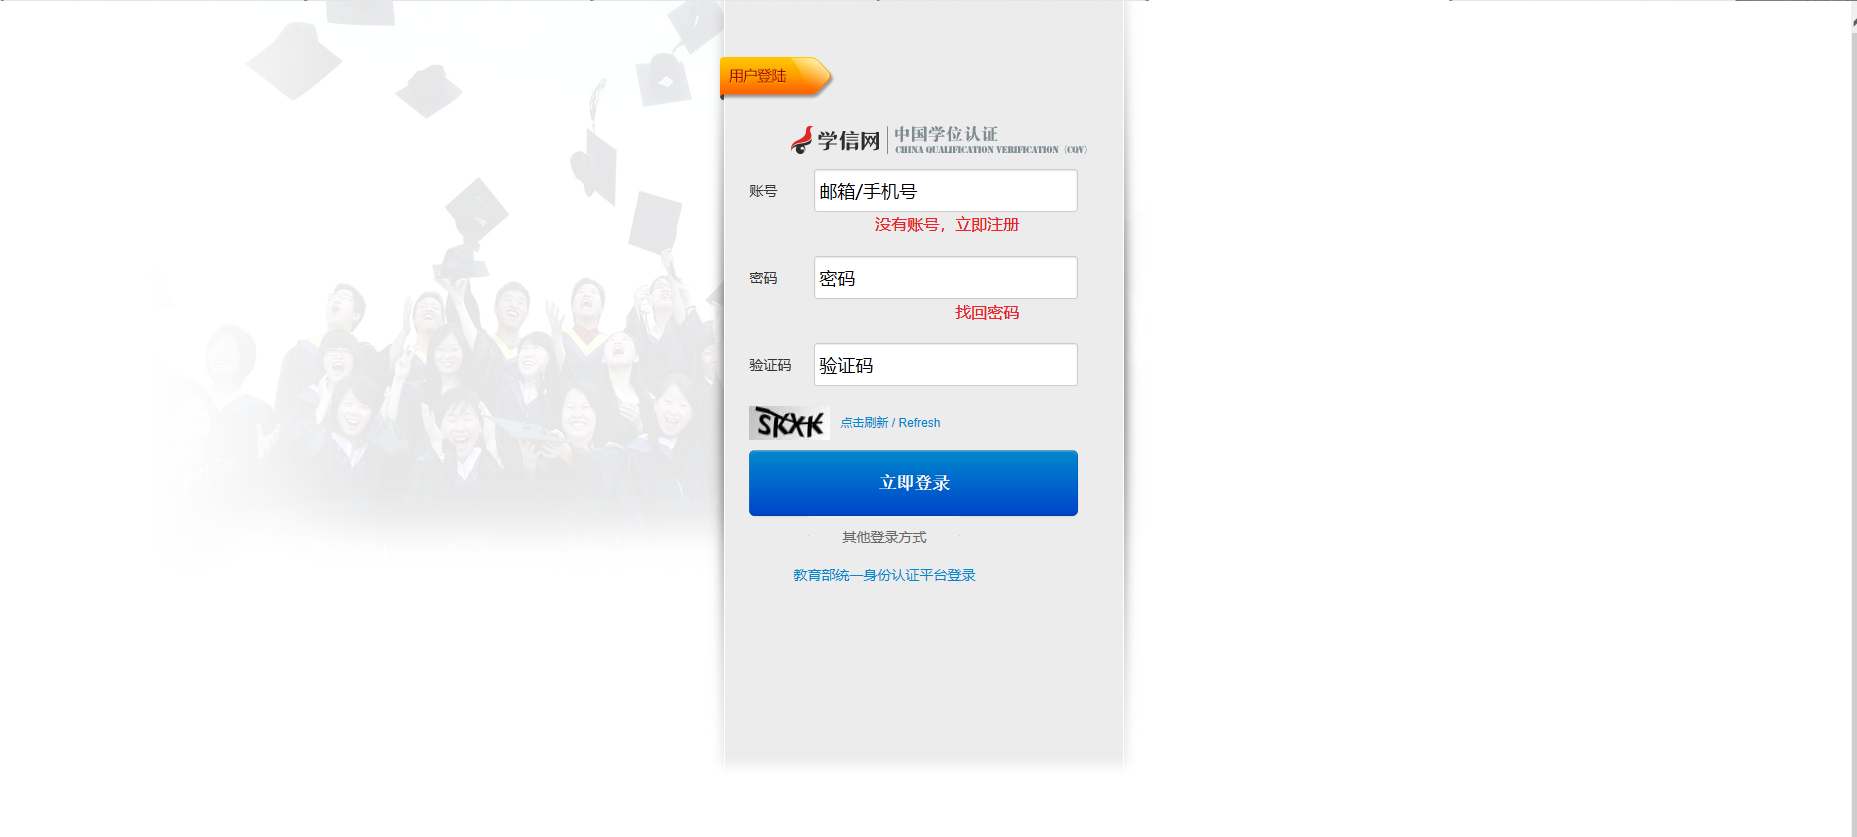 用户登陆
学信网
中国学位认证
CHINA QUALIFICATION VERIFICATION (CQV)
账号
邮箱/手机号
没有账号，立即注册
密码
密码
找回密码
验证码
验证码
SKXK
点击刷新 / Refresh
立即登录
其他登录方式
教育部统一身份认证平台登录